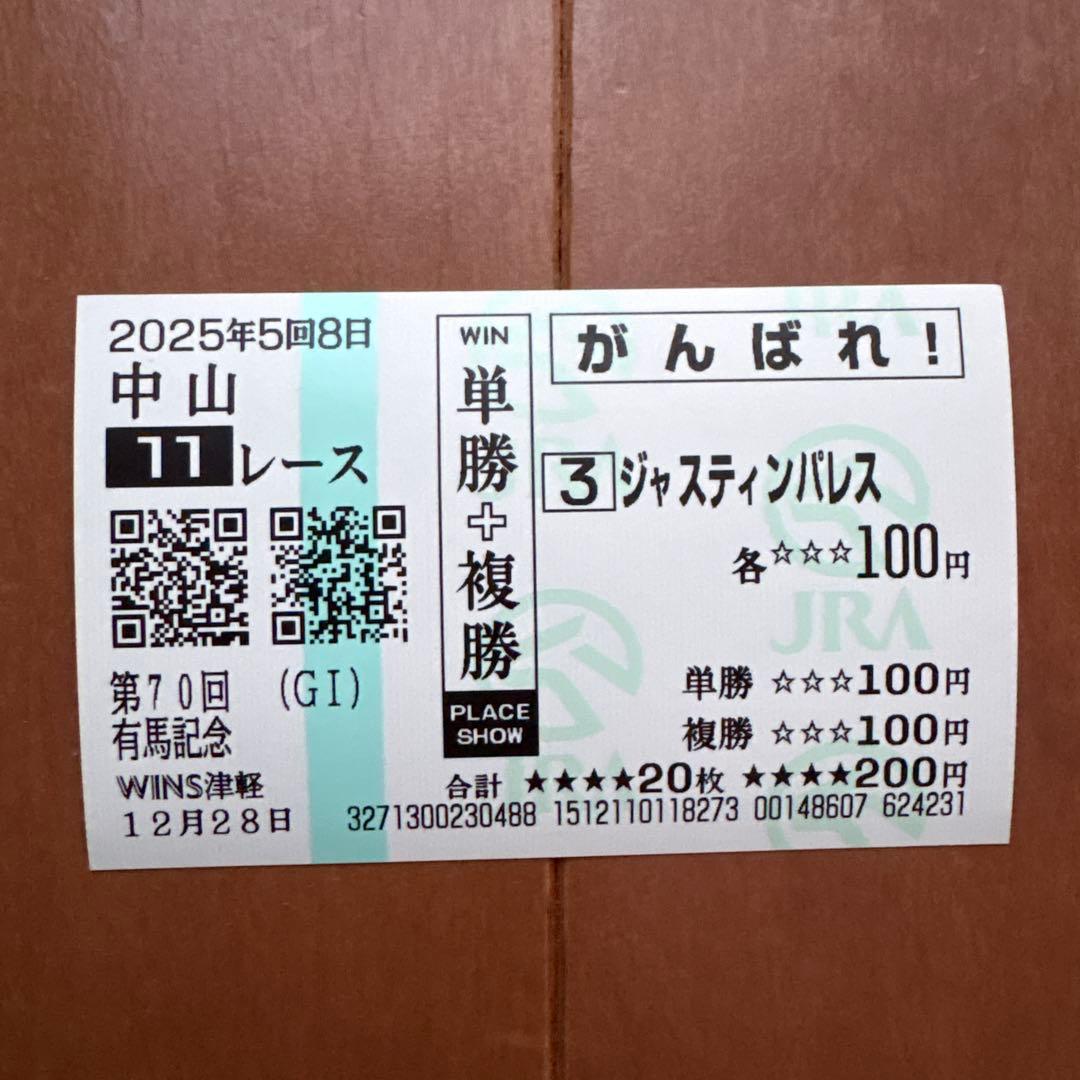 2025年5回8日
中山
11レース
第70回 (GI)
有馬記念
WINS津軽
12月28日
WIN
単勝+複勝
PLACE
SHOW
がんばれ!
3 ジャスティンパレス
各☆☆☆100円
単勝 ☆☆☆100円
複勝 ☆☆☆100円
合計 ★★★★20枚 ★★★★200円
3271300230488 1512110118273 00148607 624231
JRA